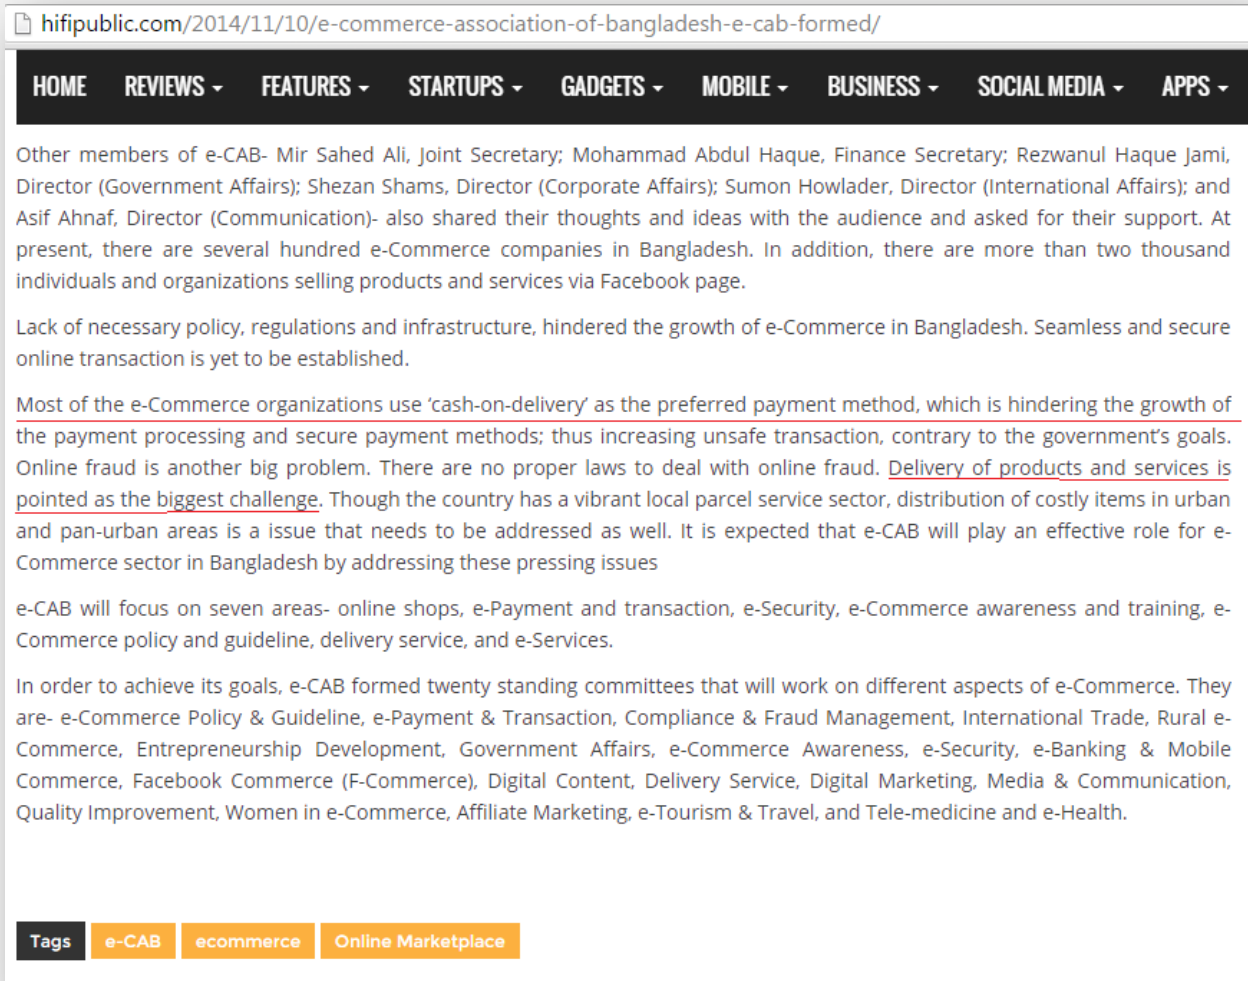 hifipublic.com/2014/11/10/e-commerce-association-of-bangladesh-e-cab-formed/
HOME REVIEWS FEATURES STARTUPS GADGETS MOBILE BUSINESS SOCIAL MEDIA APPS
Other members of e-CAB- Mir Sahed Ali, Joint Secretary; Mohammad Abdul Haque, Finance Secretary; Rezwanul Haque Jami,
Director (Government Affairs); Shezan Shams, Director (Corporate Affairs); Sumon Howlader, Director (International Affairs); and
Asif Ahnaf, Director (Communication)- also shared their thoughts and ideas with the audience and asked for their support. At
present, there are several hundred e-Commerce companies in Bangladesh. In addition, there are more than two thousand
individuals and organizations selling products and services via Facebook page.
Lack of necessary policy, regulations and infrastructure, hindered the growth of e-Commerce in Bangladesh. Seamless and secure
online transaction is yet to be established.
Most of the e-Commerce organizations use ‘cash-on-delivery’ as the preferred payment method, which is hindering the growth of
the payment processing and secure payment methods; thus increasing unsafe transaction, contrary to the government’s goals.
Online fraud is another big problem. There are no proper laws to deal with online fraud. Delivery of products and services is
pointed as the biggest challenge. Though the country has a vibrant local parcel service sector, distribution of costly items in urban
and pan-urban areas is a issue that needs to be addressed as well. It is expected that e-CAB will play an effective role for e-
Commerce sector in Bangladesh by addressing these pressing issues
e-CAB will focus on seven areas- online shops, e-Payment and transaction, e-Security, e-Commerce awareness and training, e-
Commerce policy and guideline, delivery service, and e-Services.
In order to achieve its goals, e-CAB formed twenty standing committees that will work on different aspects of e-Commerce. They
are- e-Commerce Policy & Guideline, e-Payment & Transaction, Compliance & Fraud Management, International Trade, Rural e-
Commerce, Entrepreneurship Development, Government Affairs, e-Commerce Awareness, e-Security, e-Banking & Mobile
Commerce, Facebook Commerce (F-Commerce), Digital Content, Delivery Service, Digital Marketing, Media & Communication,
Quality Improvement, Women in e-Commerce, Affiliate Marketing, e-Tourism & Travel, and Tele-medicine and e-Health.
Tags e-CAB ecommerce Online Marketplace